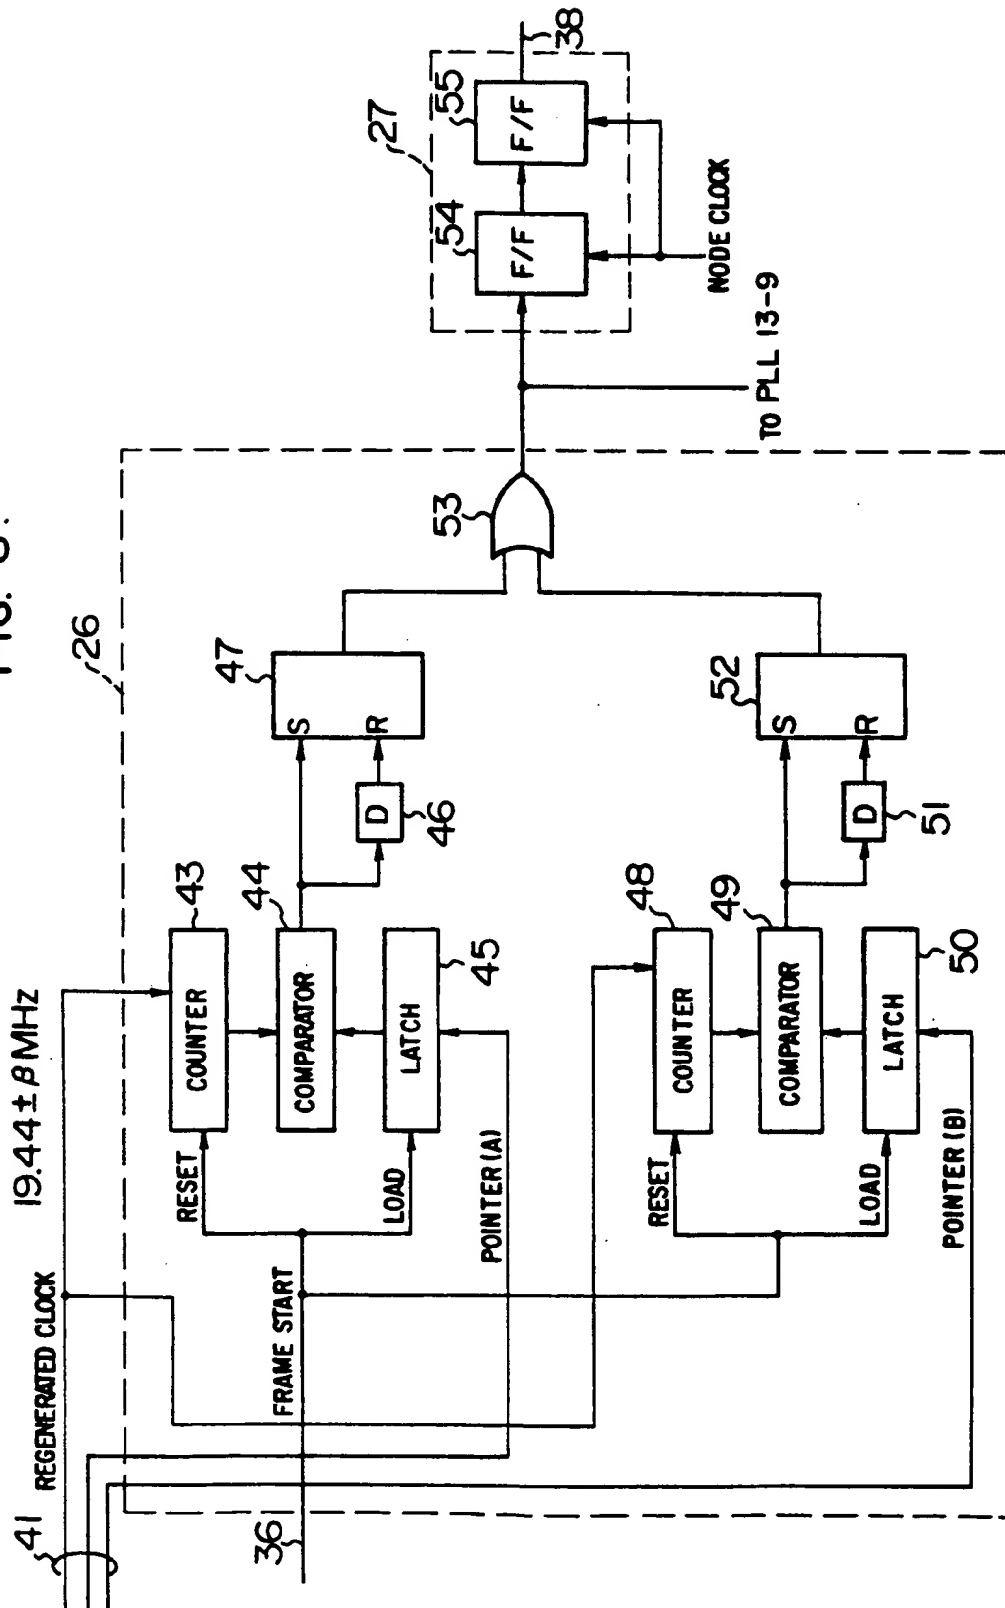 26
27
41
REGENERATED CLOCK
19.44 ± β MHz
36
FRAME START
RESET
LOAD
POINTER (A)
COUNTER
43
COMPARATOR
44
LATCH
45
D
46
S
R
47
53
RESET
LOAD
POINTER (B)
COUNTER
48
COMPARATOR
49
LATCH
50
D
51
S
R
52
TO PLL 13-9
F/F
54
F/F
55
38
NODE CLOCK